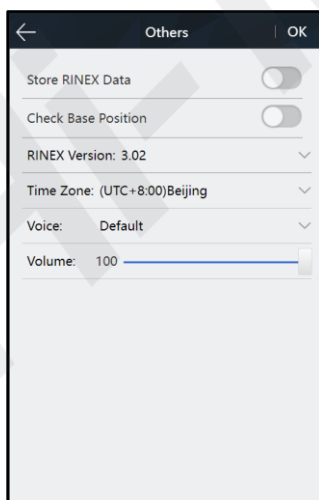 Others OK
Store RINEX Data
Check Base Position
RINEX Version: 3.02
Time Zone: (UTC+8:00)Beijing
Voice: Default
Volume: 100